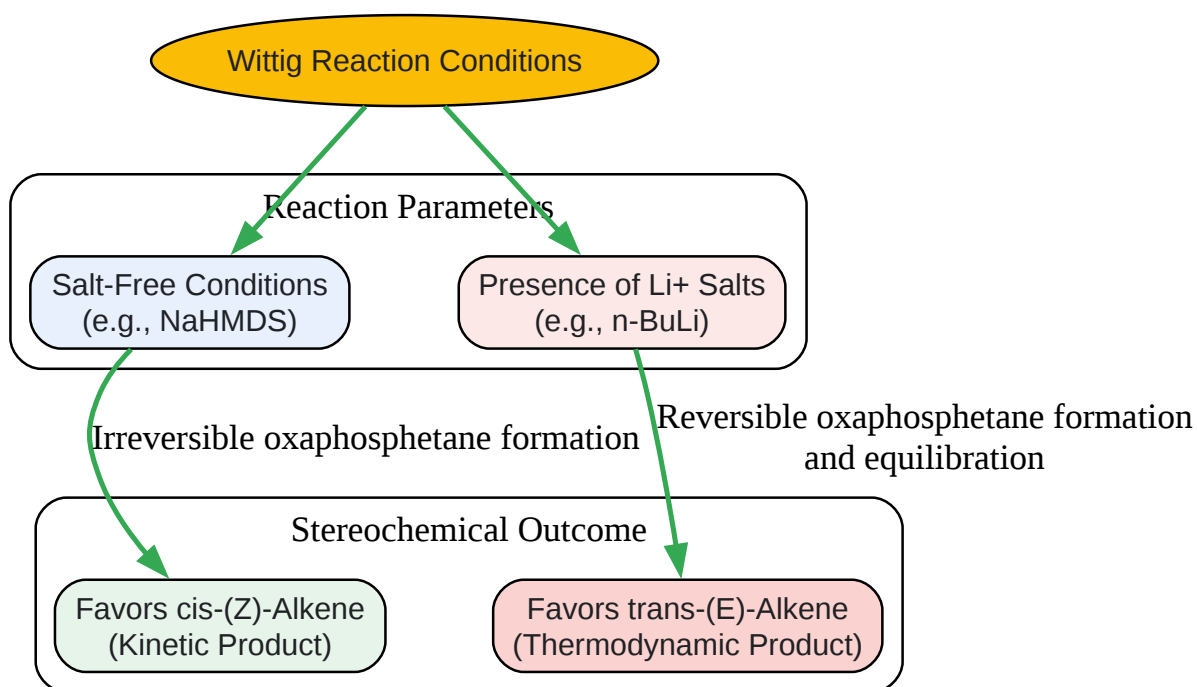 Wittig Reaction Conditions
Reaction Parameters
Salt-Free Conditions
(e.g., NaHMDS)
Presence of Li+ Salts
(e.g., n-BuLi)
Irreversible oxaphosphetane formation
Reversible oxaphosphetane formation
and equilibration
Stereochemical Outcome
Favors cis-(Z)-Alkene
(Kinetic Product)
Favors trans-(E)-Alkene
(Thermodynamic Product)